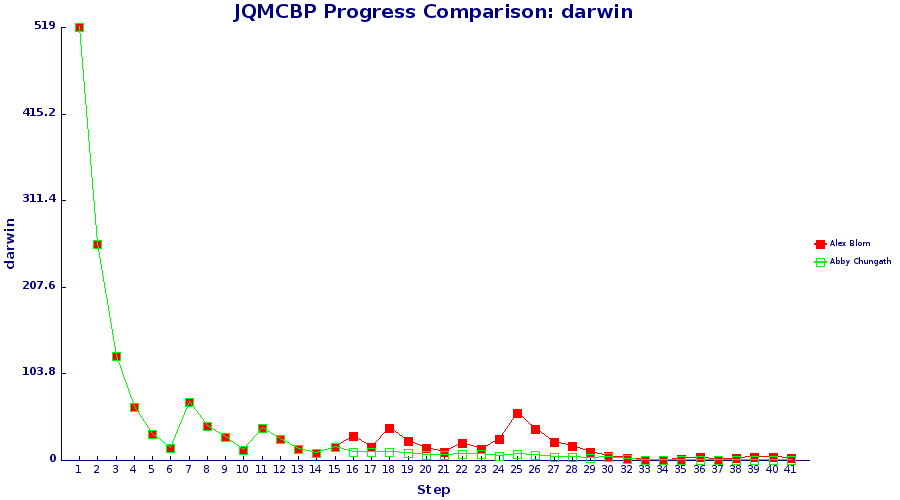 JQMCBP Progress Comparison: darwin
519
415.2
311.4
207.6
103.8
0
darwin
1 2 3 4 5 6 7 8 9 10 11 12 13 14 15 16 17 18 19 20 21 22 23 24 25 26 27 28 29 30 32 33 34 35 36 37 38 39 40 41
Step
Alex Blom
Abby Chungath